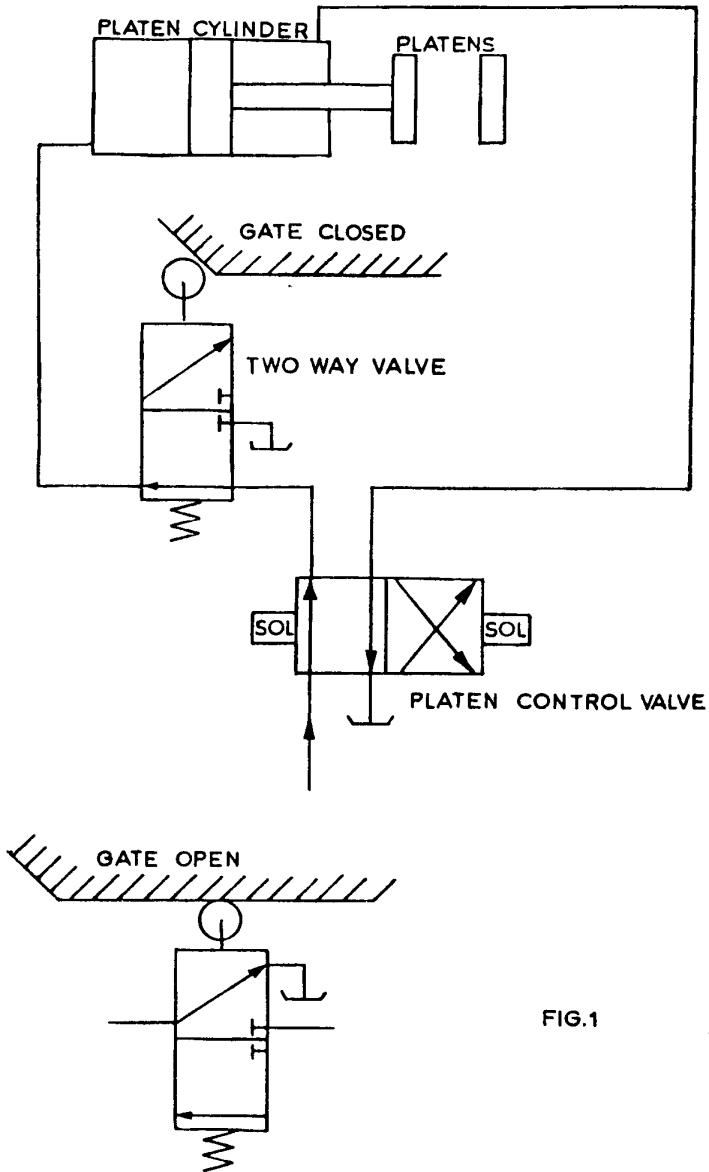 PLATEN CYLINDER
PLATENS
GATE CLOSED
TWO WAY VALVE
SOL
SOL
PLATEN CONTROL VALVE
GATE OPEN
FIG.1